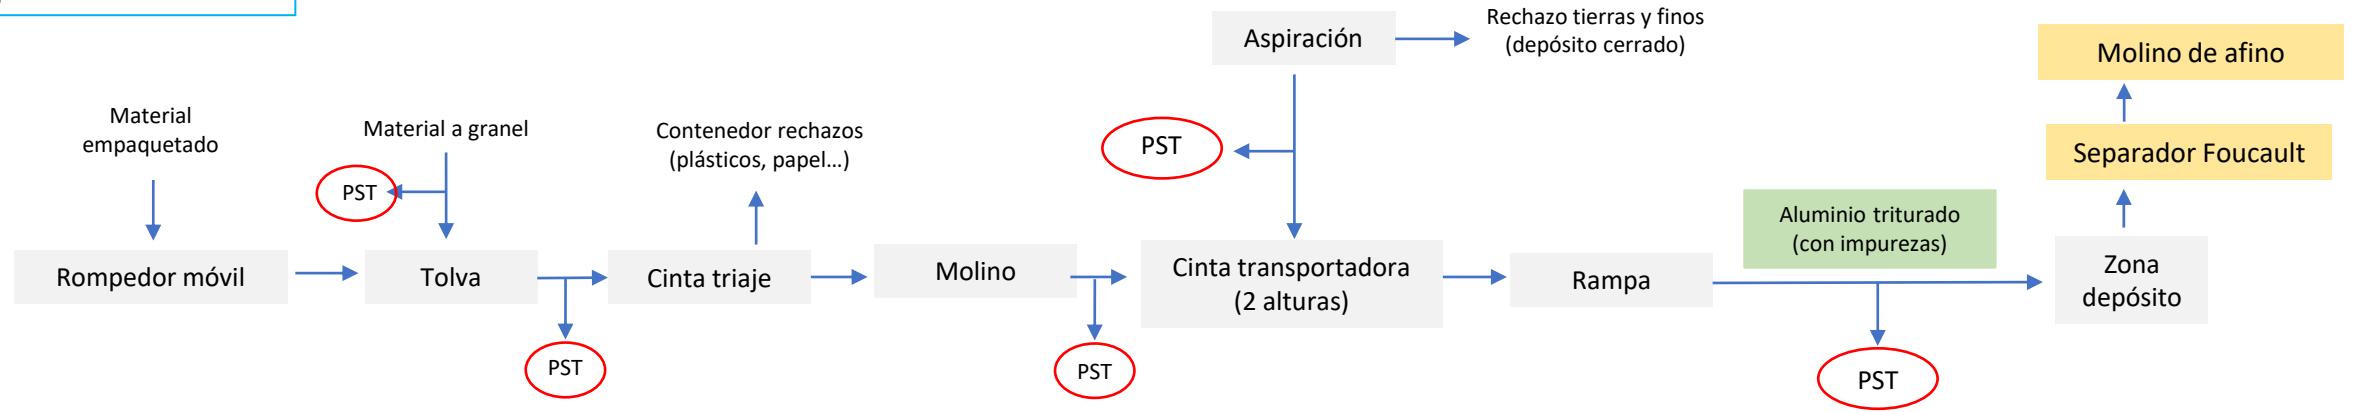 Material
empaquetado
Rompedor móvil
Material a granel
PST
Tolva
PST
Contenedor rechazos
(plásticos, papel...)
Cinta triaje
Molino
PST
Aspiración
Rechazo tierras y finos
(depósito cerrado)
PST
Cinta transportadora
(2 alturas)
Rampa
Aluminio triturado
(con impurezas)
PST
Molino de afino
Separador Foucault
Zona
depósito